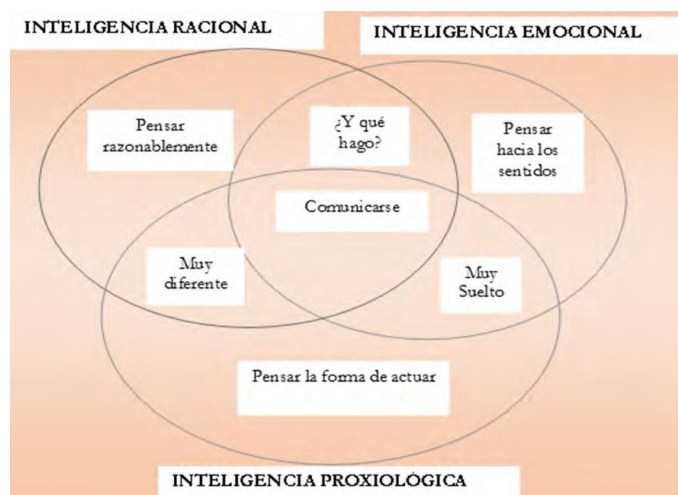 INTELIGENCIA RACIONAL
INTELIGENCIA EMOCIONAL
Pensar
razonablemente
¿Y qué
hago?
Pensar
hacia los
sentidos
Comunicarse
Muy
diferente
Muy
Suelto
Pensar la forma de actuar
INTELIGENCIA PROXIOLÓGICA